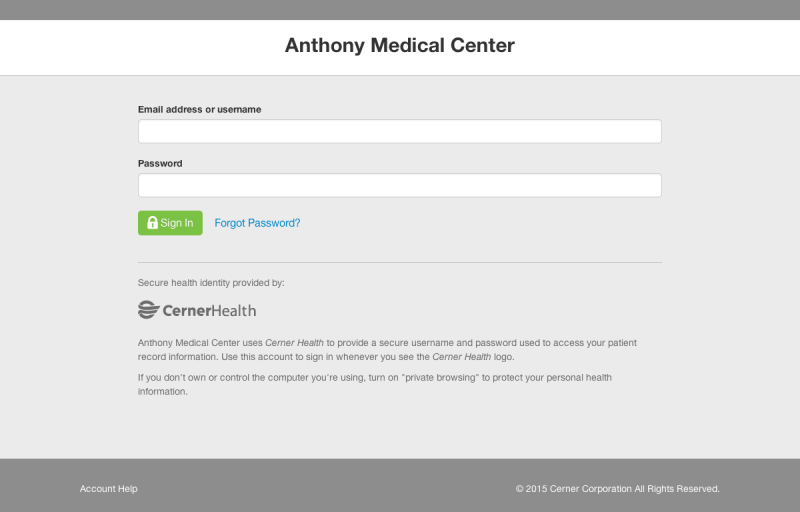 Anthony Medical Center
Email address or username
Password
Sign In
Forgot Password?
Secure health identity provided by:
CernerHealth
Anthony Medical Center uses Cerner Health to provide a secure username and password used to access your patient
record information. Use this account to sign in whenever you see the Cerner Health logo.
If you don't own or control the computer you're using, turn on "private browsing" to protect your personal health
information.
Account Help
© 2015 Cerner Corporation All Rights Reserved.